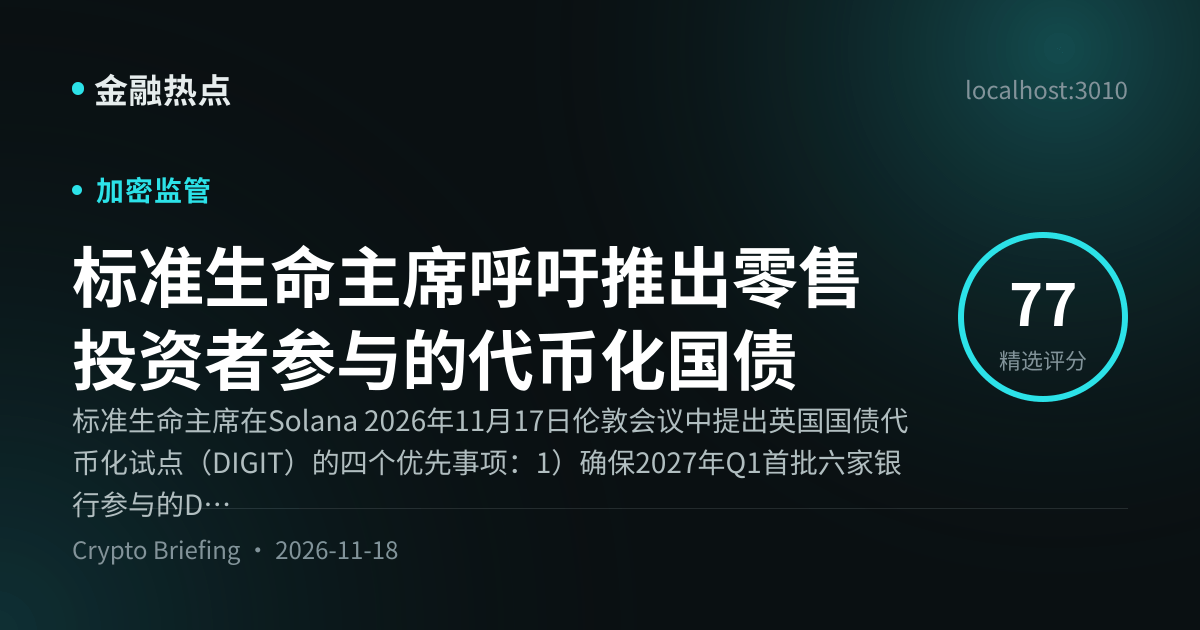 金融热点
localhost:3010
加密监管
标准生命主席呼吁推出零售
投资者参与的代币化国债
77
精选评分
标准生命主席在Solana 2026年11月17日伦敦会议中提出英国国债代
币化试点（DIGIT）的四个优先事项：1）确保2027年Q1首批六家银
行参与的D…
Crypto Briefing · 2026-11-18